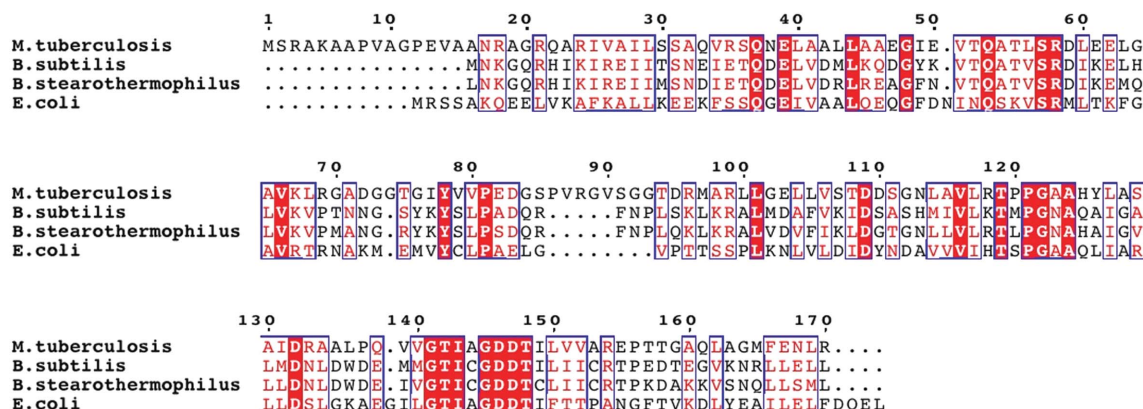 1 10 20 30 40 50 60
M.tuberculosis MSRAKAAPVAGPEVAANRAGRQARIVAILSSAQVRSQNELAALLAAEGIE.VTQATLSRDLEELG
B.subtilis ...............MNKGQRHIKIREIITSNEIETQDELVDMLKQDGYK.VTQATVSRDIKELH
B.stearothermophilus ...............LNKGQRHIKIREIIMSNDIETQDELVDRLREAGFN.VTQATVSRDIKEMQ
E.coli ...........MRSSAKQEELVKAFKALLKEEKFSSQGEIVAALQEQGFDNINQSKVSRMLTKFG
70 80 90 100 110 120
M.tuberculosis AVKLRGADGGTGIYVVPEDGSPVRGVSGGTDRMARLLGELLVSTDDSGNLAVLRTPPGAAHYLAS
B.subtilis LVKVPTNNG.SYKYSLPADQR.....FNPLSKLKRALMDAFVKIDSASHMIVLKTMPGNAQAIGA
B.stearothermophilus LVKVPMANG.RYKYSLPSDQR.....FNPLQKLKRALVDVFIKLDGTGNLLVLRTLPGNAHAIGV
E.coli AVRTRNAKM.EMVYCLPAELG........VPTTSSPLKNLVLDIDYNDAVVVIHTSPGAAQLIAR
130 140 150 160 170
M.tuberculosis AIDRAALPQ.VVGTIAGDDTILVVAREPTTGAQLAGMFENLR....
B.subtilis LMDNLDWDE.MMGTICGDDTILIICRTPEDTEGVKNRLLELL....
B.stearothermophilus LLDNLDWDE.IVGTICGDDTCLIICRTPKDAKKVSNQLLSML....
E.coli LLDSLGKAEGILGTIAGDDTIFTTPANGFTVKDLYEAILELFDQEL